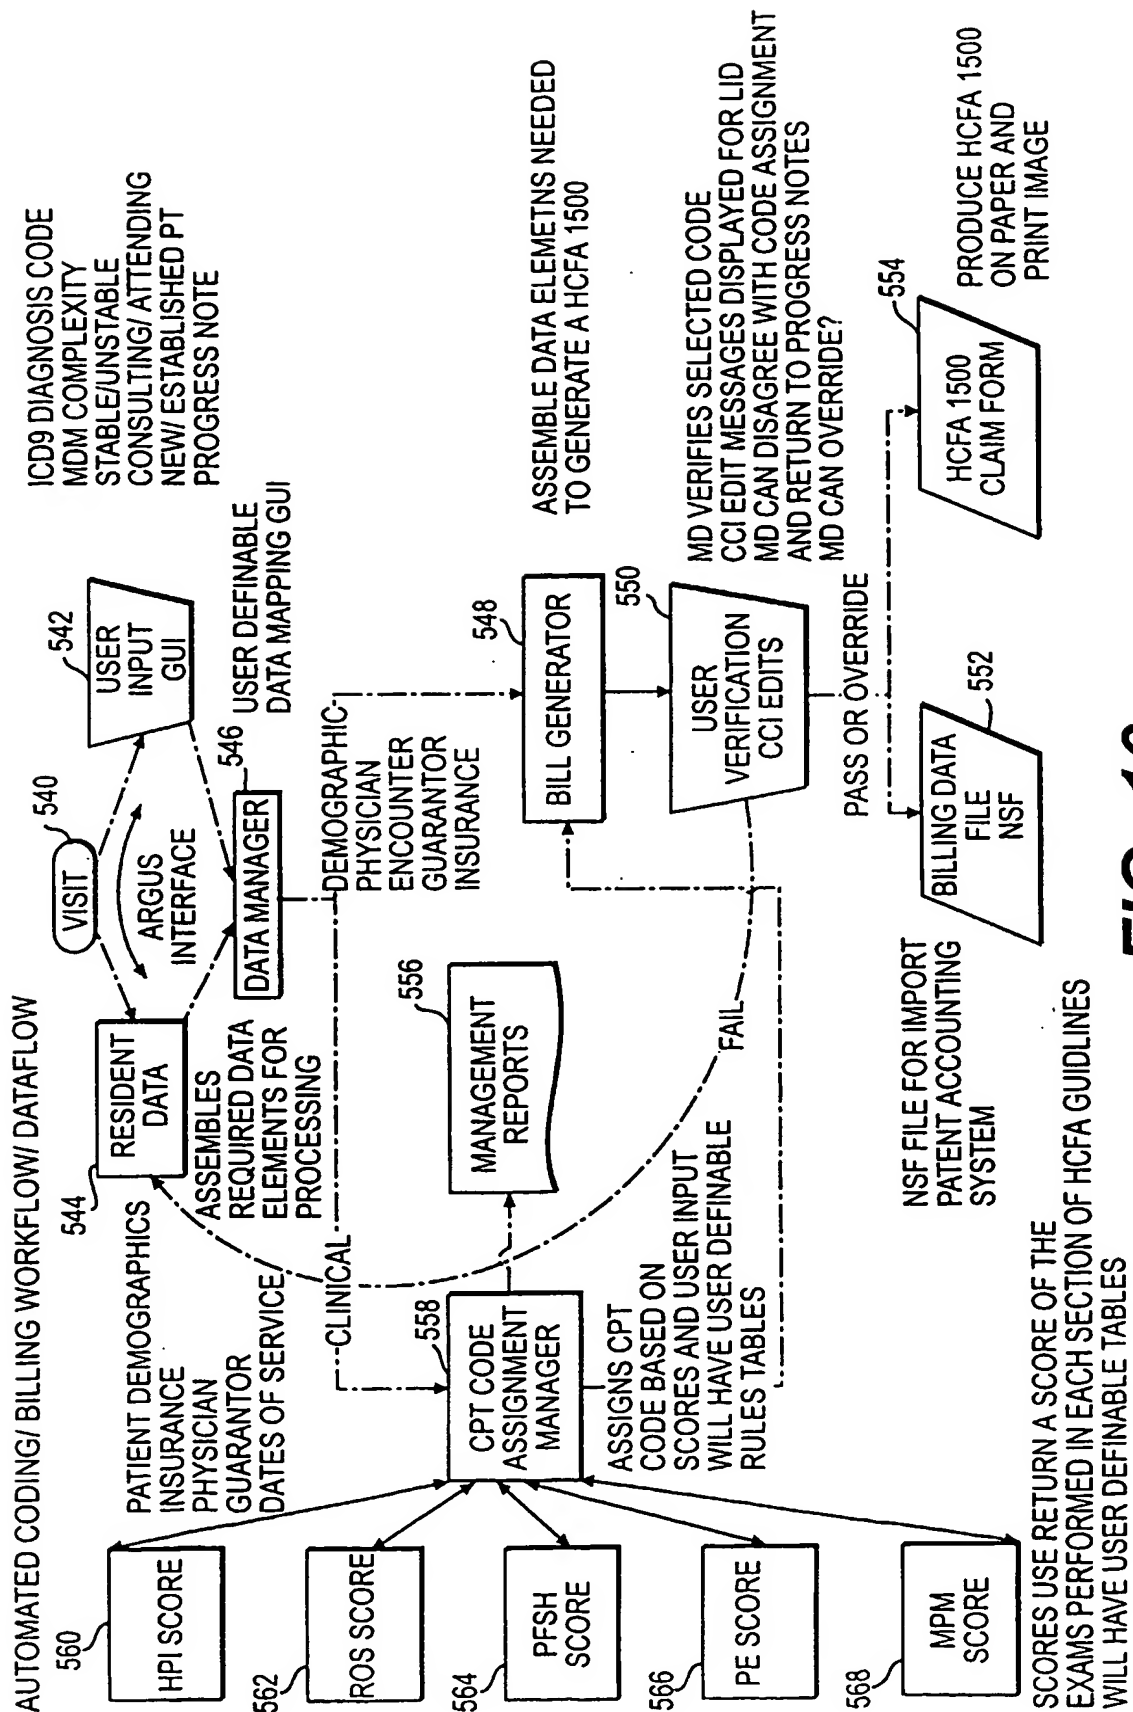 AUTOMATED CODING/ BILLING WORKFLOW/ DATAFLOW
540
VISIT
ARGUS
INTERFACE
542
USER
INPUT
GUI
ICD9 DIAGNOSIS CODE
MDM COMPLEXITY
STABLE/UNSTABLE
CONSULTING/ ATTENDING
NEW/ ESTABLISHED PT
PROGRESS NOTE
544
RESIDENT
DATA
PATIENT DEMOGRAPHICS
INSURANCE
PHYSICIAN
GUARANTOR
DATES OF SERVICE
546
DATA MANAGER
ASSEMBLES
REQUIRED DATA
ELEMENTS FOR
PROCESSING
USER DEFINABLE
DATA MAPPING GUI
CLINICAL
DEMOGRAPHIC-
PHYSICIAN
ENCOUNTER
GUARANTOR
INSURANCE
560
HPI SCORE
562
ROS SCORE
564
PFSH
SCORE
566
PE SCORE
568
MPM
SCORE
558
CPT CODE
ASSIGNMENT
MANAGER
556
MANAGEMENT
REPORTS
ASSIGNS CPT
CODE BASED ON
SCORES AND USER INPUT
WILL HAVE USER DEFINABLE
RULES TABLES
548
BILL GENERATOR
ASSEMBLE DATA ELEMETNS NEEDED
TO GENERATE A HCFA 1500
550
USER
VERIFICATION
CCI EDITS
MD VERIFIES SELECTED CODE
CCI EDIT MESSAGES DISPLAYED FOR LID
MD CAN DISAGREE WITH CODE ASSIGNMENT
AND RETURN TO PROGRESS NOTES
MD CAN OVERRIDE?
FAIL
PASS OR OVERRIDE
552
BILLING DATA
FILE
NSF
NSF FILE FOR IMPORT
PATENT ACCOUNTING
SYSTEM
554
HCFA 1500
CLAIM FORM
PRODUCE HCFA 1500
ON PAPER AND
PRINT IMAGE
SCORES USE RETURN A SCORE OF THE
EXAMS PERFORMED IN EACH SECTION OF HCFA GUIDLINES
WILL HAVE USER DEFINABLE TABLES